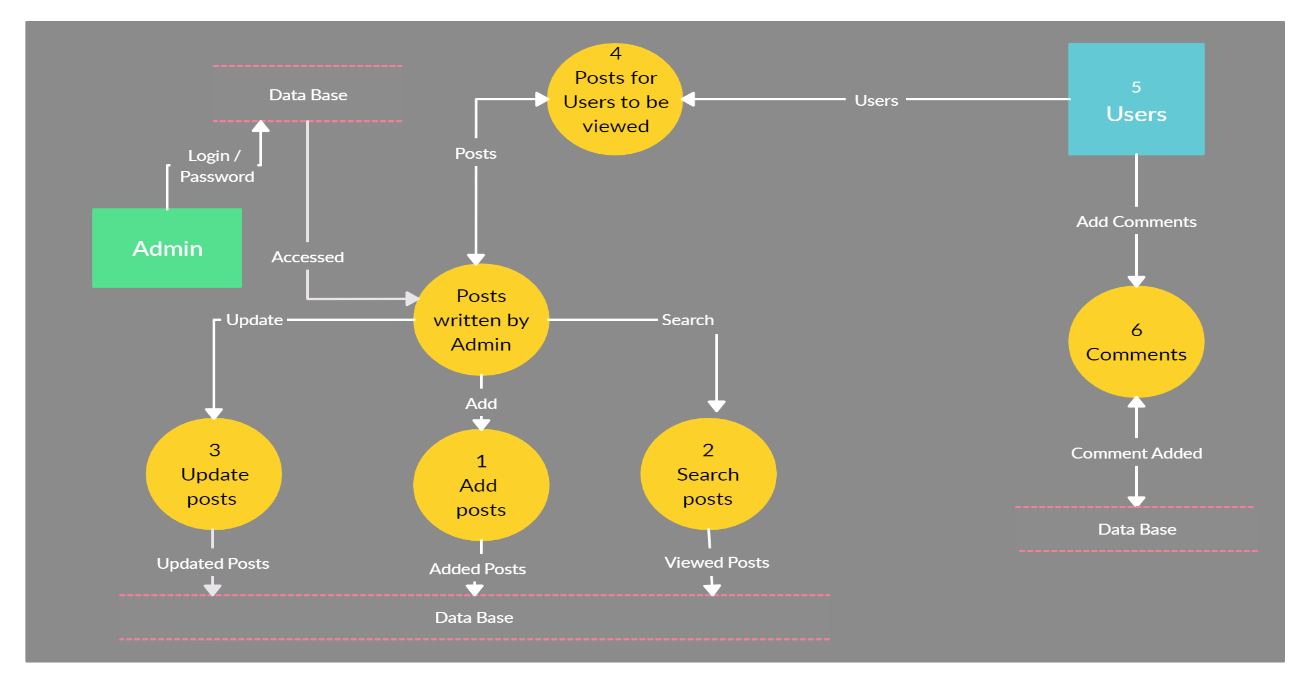 4
Posts for
Users to be
viewed
5
Users
Data Base
Users
Posts
Login /
Password
Add Comments
Admin
Accessed
Posts
written by
Admin
Update
Search
6
Comments
Add
3
Update
posts
1
Add
posts
2
Search
posts
Comment Added
Data Base
Updated Posts
Added Posts
Viewed Posts
Data Base